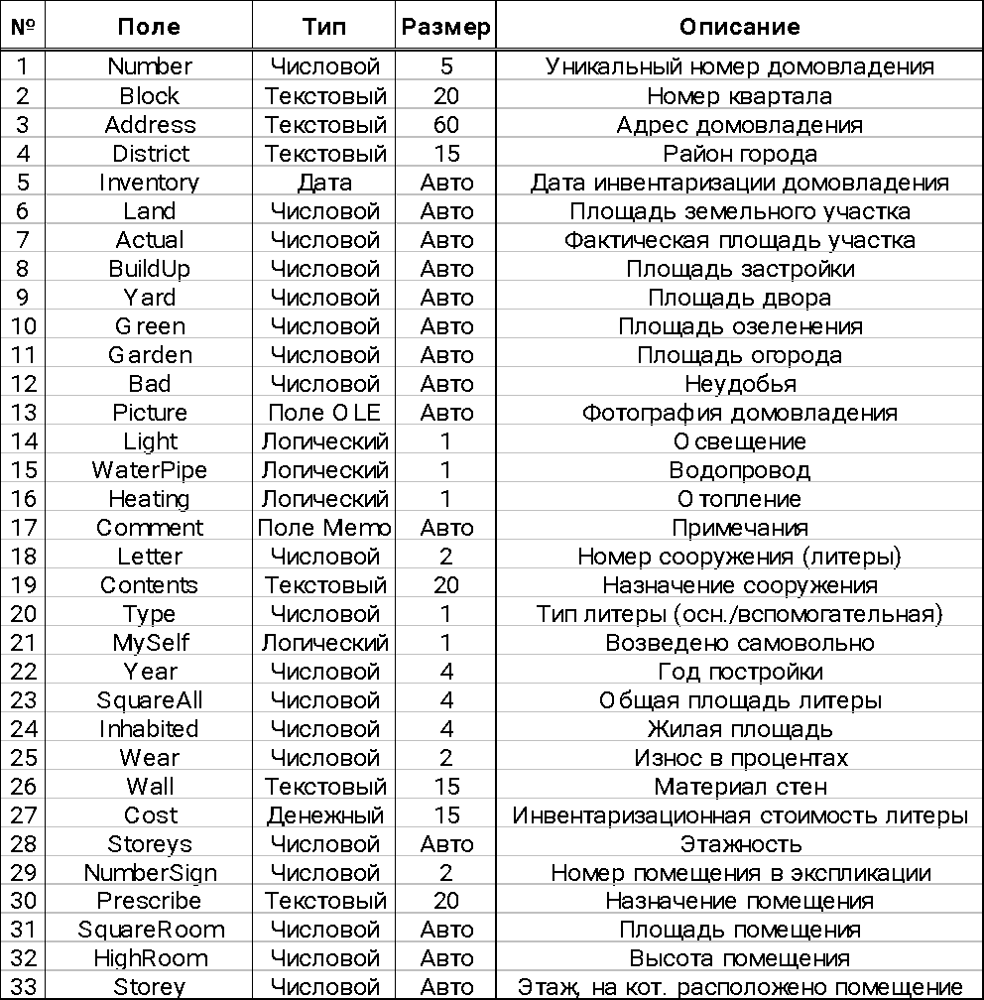 № Поле Тип Размер Описание
1 Number Числовой 5 Уникальный номер домовладения
2 Block Текстовый 20 Номер квартала
3 Address Текстовый 60 Адрес домовладения
4 District Текстовый 15 Район города
5 Inventory Дата Авто Дата инвентаризации домовладения
6 Land Числовой Авто Площадь земельного участка
7 Actual Числовой Авто Фактическая площадь участка
8 BuildUp Числовой Авто Площадь застройки
9 Yard Числовой Авто Площадь двора
10 Green Числовой Авто Площадь озеленения
11 Garden Числовой Авто Площадь огорода
12 Bad Числовой Авто Неудобья
13 Picture Поле OLE Авто Фотография домовладения
14 Light Логический 1 Освещение
15 WaterPipe Логический 1 Водопровод
16 Heating Логический 1 Отопление
17 Comment Поле Memo Авто Примечания
18 Letter Числовой 2 Номер сооружения (литеры)
19 Contents Текстовый 20 Назначение сооружения
20 Type Числовой 1 Тип литеры (осн./вспомогательная)
21 MySelf Логический 1 Возведено самовольно
22 Year Числовой 4 Год постройки
23 SquareAll Числовой 4 Общая площадь литеры
24 Inhabited Числовой 4 Жилая площадь
25 Wear Числовой 2 Износ в процентах
26 Wall Текстовый 15 Материал стен
27 Cost Денежный 15 Инвентаризационная стоимость литеры
28 Storeys Числовой Авто Этажность
29 NumberSign Числовой 2 Номер помещения в экспликации
30 Prescribe Текстовый 20 Назначение помещения
31 SquareRoom Числовой Авто Площадь помещения
32 HighRoom Числовой Авто Высота помещения
33 Storey Числовой Авто Этаж, на кот. расположено помещение